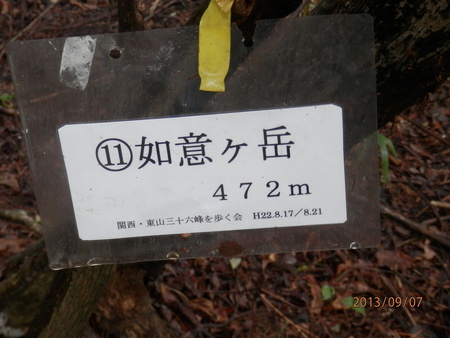 ⑪如意ヶ岳
４７２ｍ
関西・東山三十六峰を歩く会 H22.8.17／8.21
2013/09/07